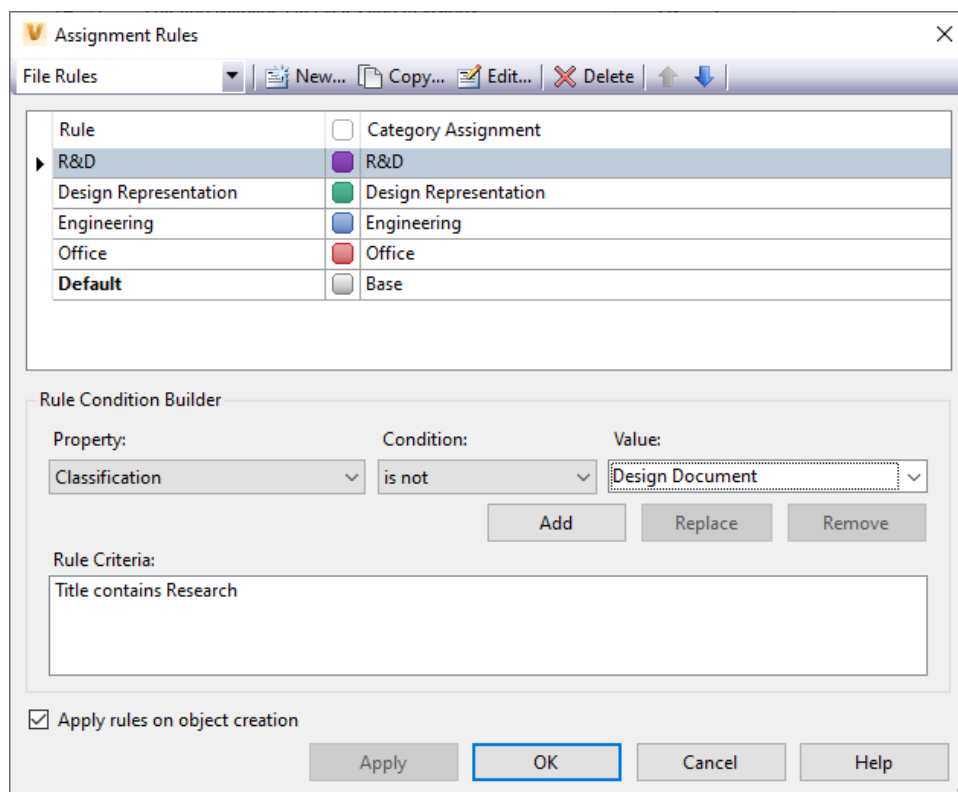 Assignment Rules
File Rules New... Copy... Edit... Delete
Rule Category Assignment
R&D R&D
Design Representation Design Representation
Engineering Engineering
Office Office
Default Base
Rule Condition Builder
Property: Condition: Value:
Classification is not Design Document
Add Replace Remove
Rule Criteria:
Title contains Research
Apply rules on object creation
Apply OK Cancel Help